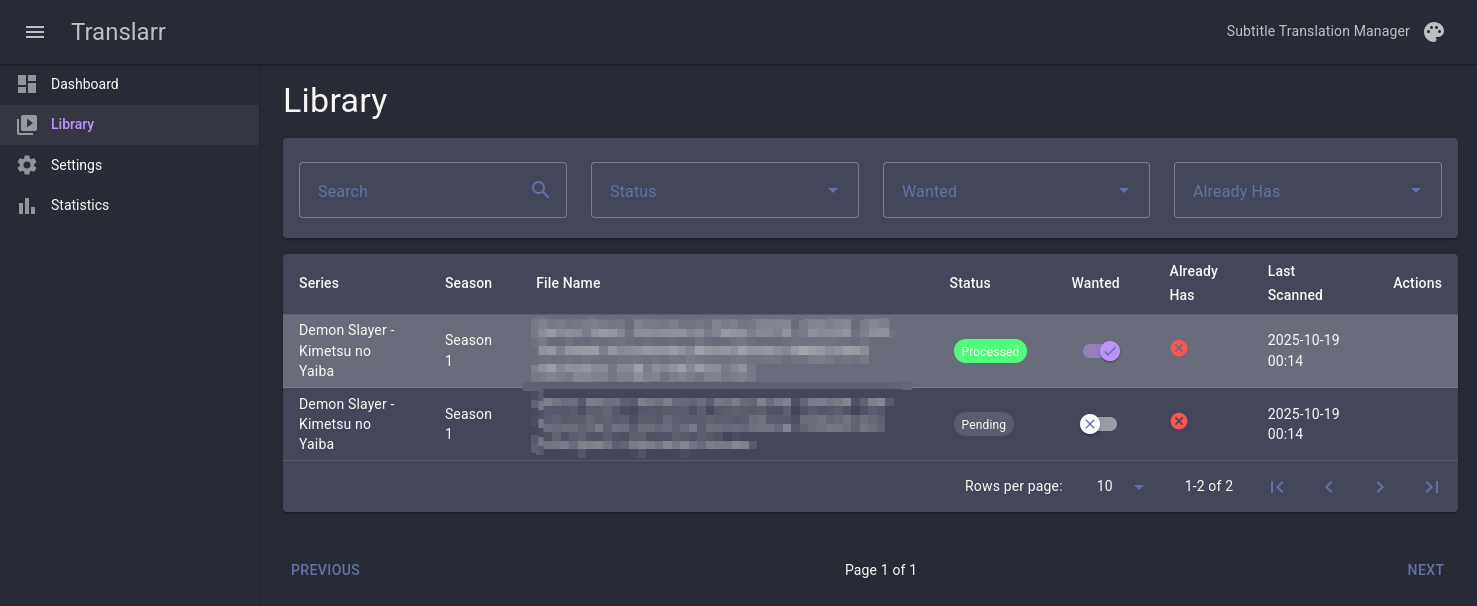 Translarr
Subtitle Translation Manager
Dashboard
Library
Settings
Statistics
Library
Search
Status
Wanted
Already Has
Series
Season
File Name
Status
Wanted
Already
Has
Last
Scanned
Actions
Demon Slayer -
Kimetsu no
Yaiba
Season
1
Processed
2025-10-19
00:14
Demon Slayer -
Kimetsu no
Yaiba
Season
1
Pending
2025-10-19
00:14
Rows per page:
10
1-2 of 2
PREVIOUS
Page 1 of 1
NEXT